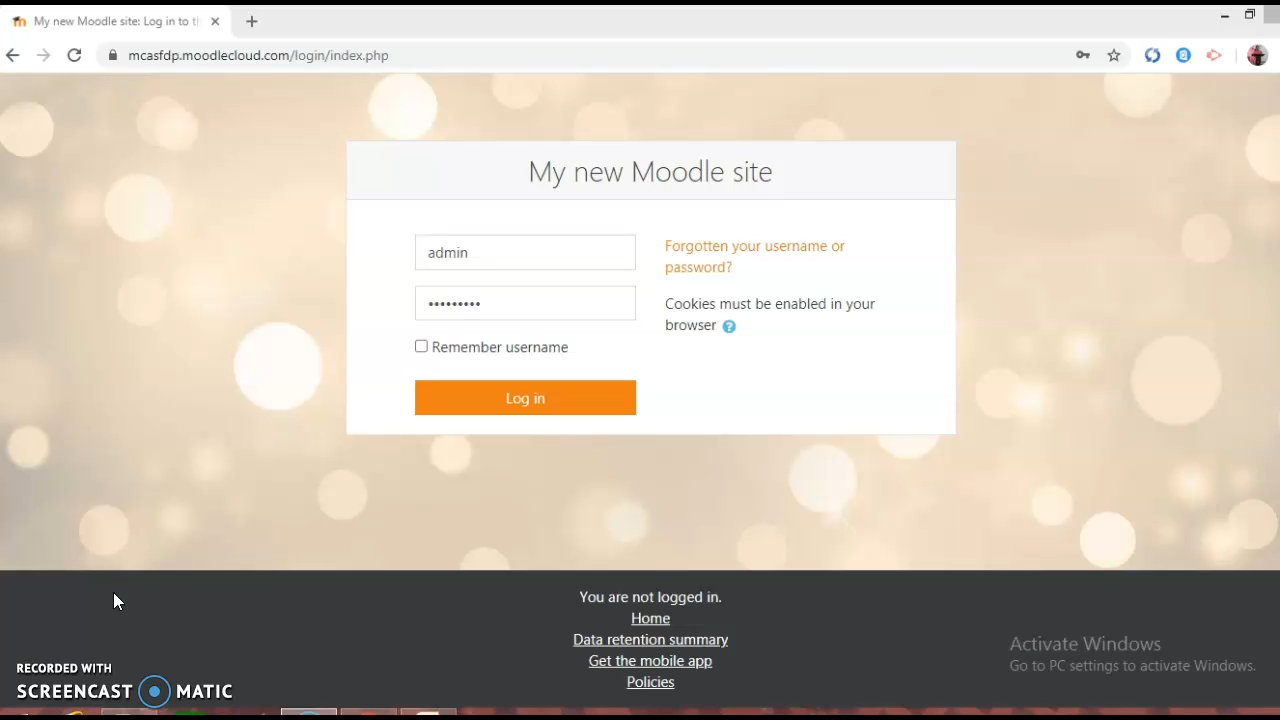 My new Moodle site: Log in to th
mcasfdp.moodlecloud.com/login/index.php
My new Moodle site
admin
Forgotten your username or
password?
•••••••••
Cookies must be enabled in your
browser
Remember username
Log in
You are not logged in.
Home
Data retention summary
Get the mobile app
Policies
Activate Windows
Go to PC settings to activate Windows.
RECORDED WITH
SCREENCAST MATIC